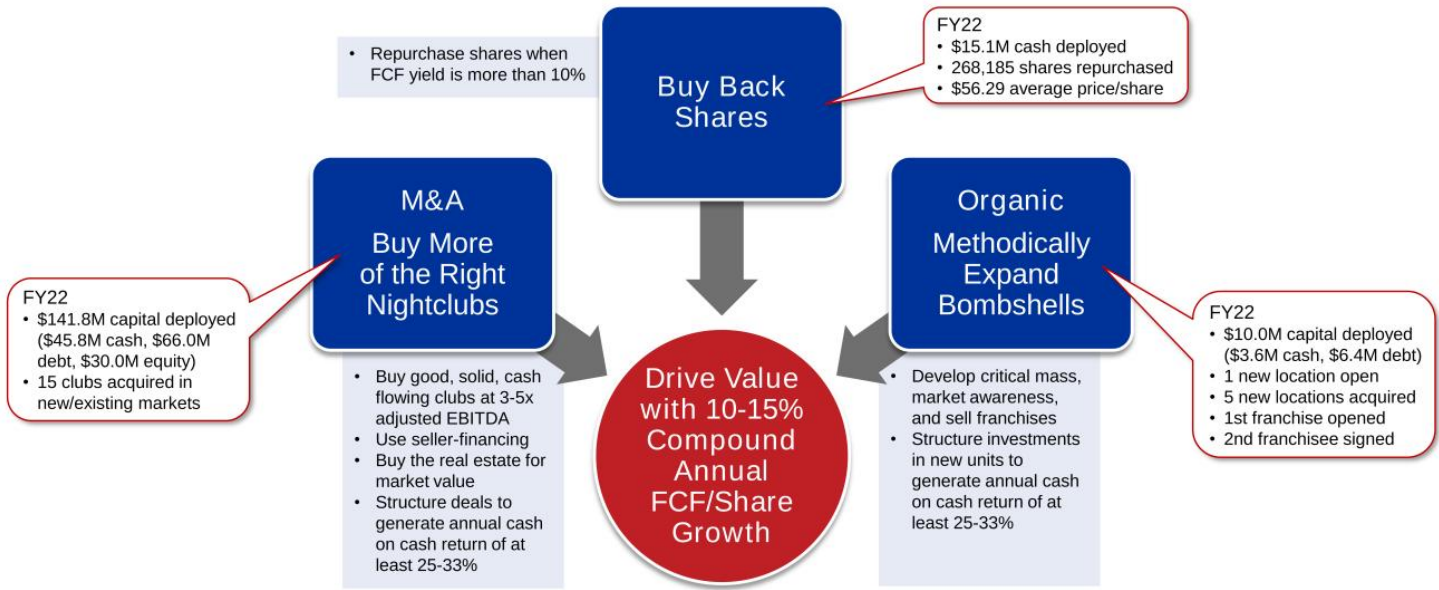 • Repurchase shares when
FCF yield is more than 10%
Buy Back
Shares
FY22
• $15.1M cash deployed
• 268,185 shares repurchased
• $56.29 average price/share
M&A
Buy More
of the Right
Nightclubs
FY22
• $141.8M capital deployed
($45.8M cash, $66.0M
debt, $30.0M equity)
• 15 clubs acquired in
new/existing markets
• Buy good, solid, cash
flowing clubs at 3-5x
adjusted EBITDA
• Use seller-financing
• Buy the real estate for
market value
• Structure deals to
generate annual cash
on cash return of at
least 25-33%
Drive Value
with 10-15%
Compound
Annual
FCF/Share
Growth
Organic
Methodically
Expand
Bombshells
• Develop critical mass,
market awareness,
and sell franchises
• Structure investments
in new units to
generate annual cash
on cash return of at
least 25-33%
FY22
• $10.0M capital deployed
($3.6M cash, $6.4M debt)
• 1 new location open
• 5 new locations acquired
• 1st franchise opened
• 2nd franchisee signed